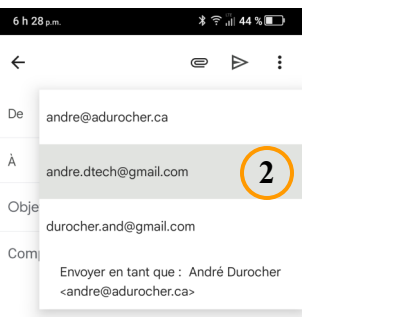 6 h 28 p.m. LTE 44 %
De
andre@adurocher.ca
À
andre.dtech@gmail.com 2
Obje
durocher.and@gmail.com
Comp
Envoyer en tant que : André Durocher
<andre@adurocher.ca>